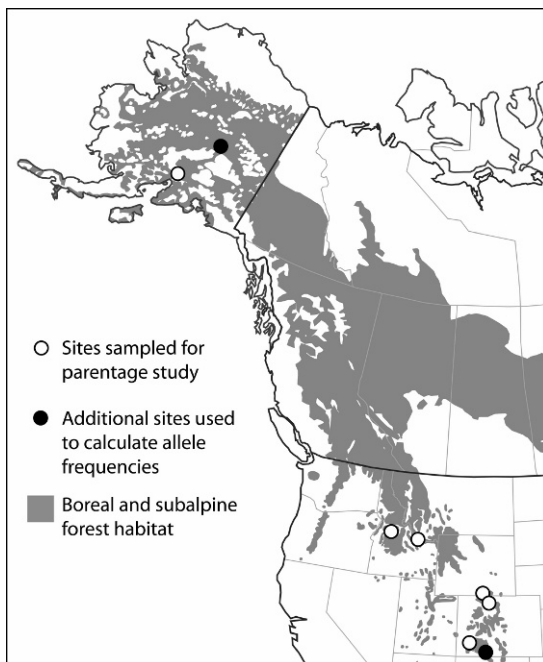 Sites sampled for
parentage study
Additional sites used
to calculate allele
frequencies
Boreal and subalpine
forest habitat